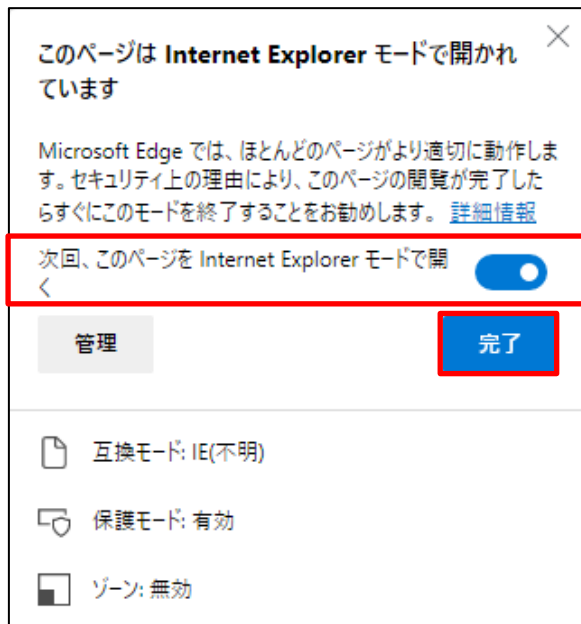 このページは Internet Explorer モードで開かれ
ています
Microsoft Edge では、ほとんどのページがより適切に動作しま
す。セキュリティ上の理由により、このページの閲覧が完了した
らすぐにこのモードを終了することをお勧めします。 詳細情報
次回、このページを Internet Explorer モードで開
く
管理
完了
互換モード: IE(不明)
保護モード: 有効
ゾーン: 無効